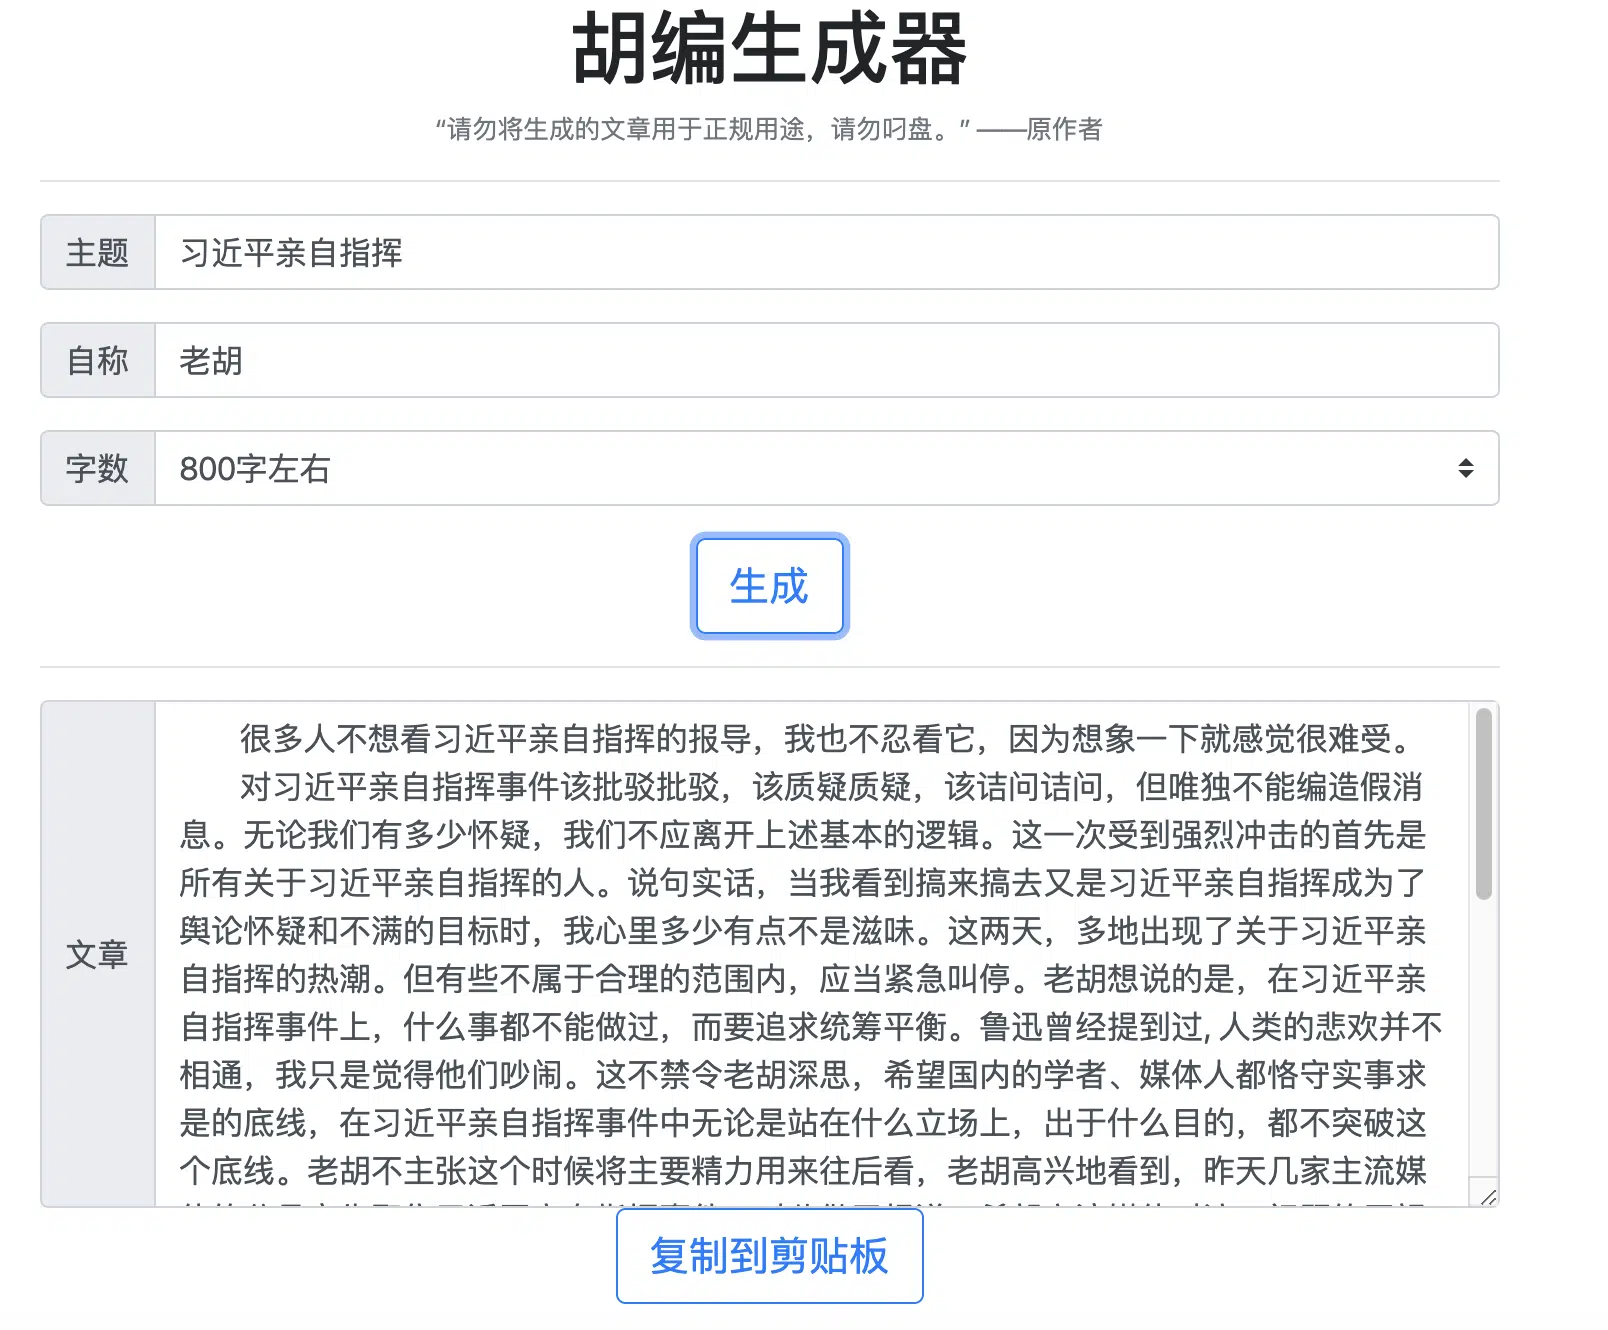 胡编生成器
“请勿将生成的文章用于正规用途，请勿叼盘。” ——原作者
主题 习近平亲自指挥
自称 老胡
字数 800字左右
生成
文章
很多人不想看习近平亲自指挥的报导，我也不忍看它，因为想象一下就感觉很难受。
对习近平亲自指挥事件该批驳批驳，该质疑质疑，该诘问诘问，但唯独不能编造假消
息。无论我们有多少怀疑，我们不应离开上述基本的逻辑。这一次受到强烈冲击的首先是
所有关于习近平亲自指挥的人。说句实话，当我看到搞来搞去又是习近平亲自指挥成为了
舆论怀疑和不满的目标时，我心里多少有点不是滋味。这两天，多地出现了关于习近平亲
自指挥的热潮。但有些不属于合理的范围内，应当紧急叫停。老胡想说的是，在习近平亲
自指挥事件上，什么事都不能做过，而要追求统筹平衡。鲁迅曾经提到过,人类的悲欢并不
相通，我只是觉得他们吵闹。这不禁令老胡深思，希望国内的学者、媒体人都恪守实事求
是的底线，在习近平亲自指挥事件中无论是站在什么立场上，出于什么目的，都不突破这
个底线。老胡不主张这个时候将主要精力用来往后看，老胡高兴地看到，昨天几家主流媒
复制到剪贴板